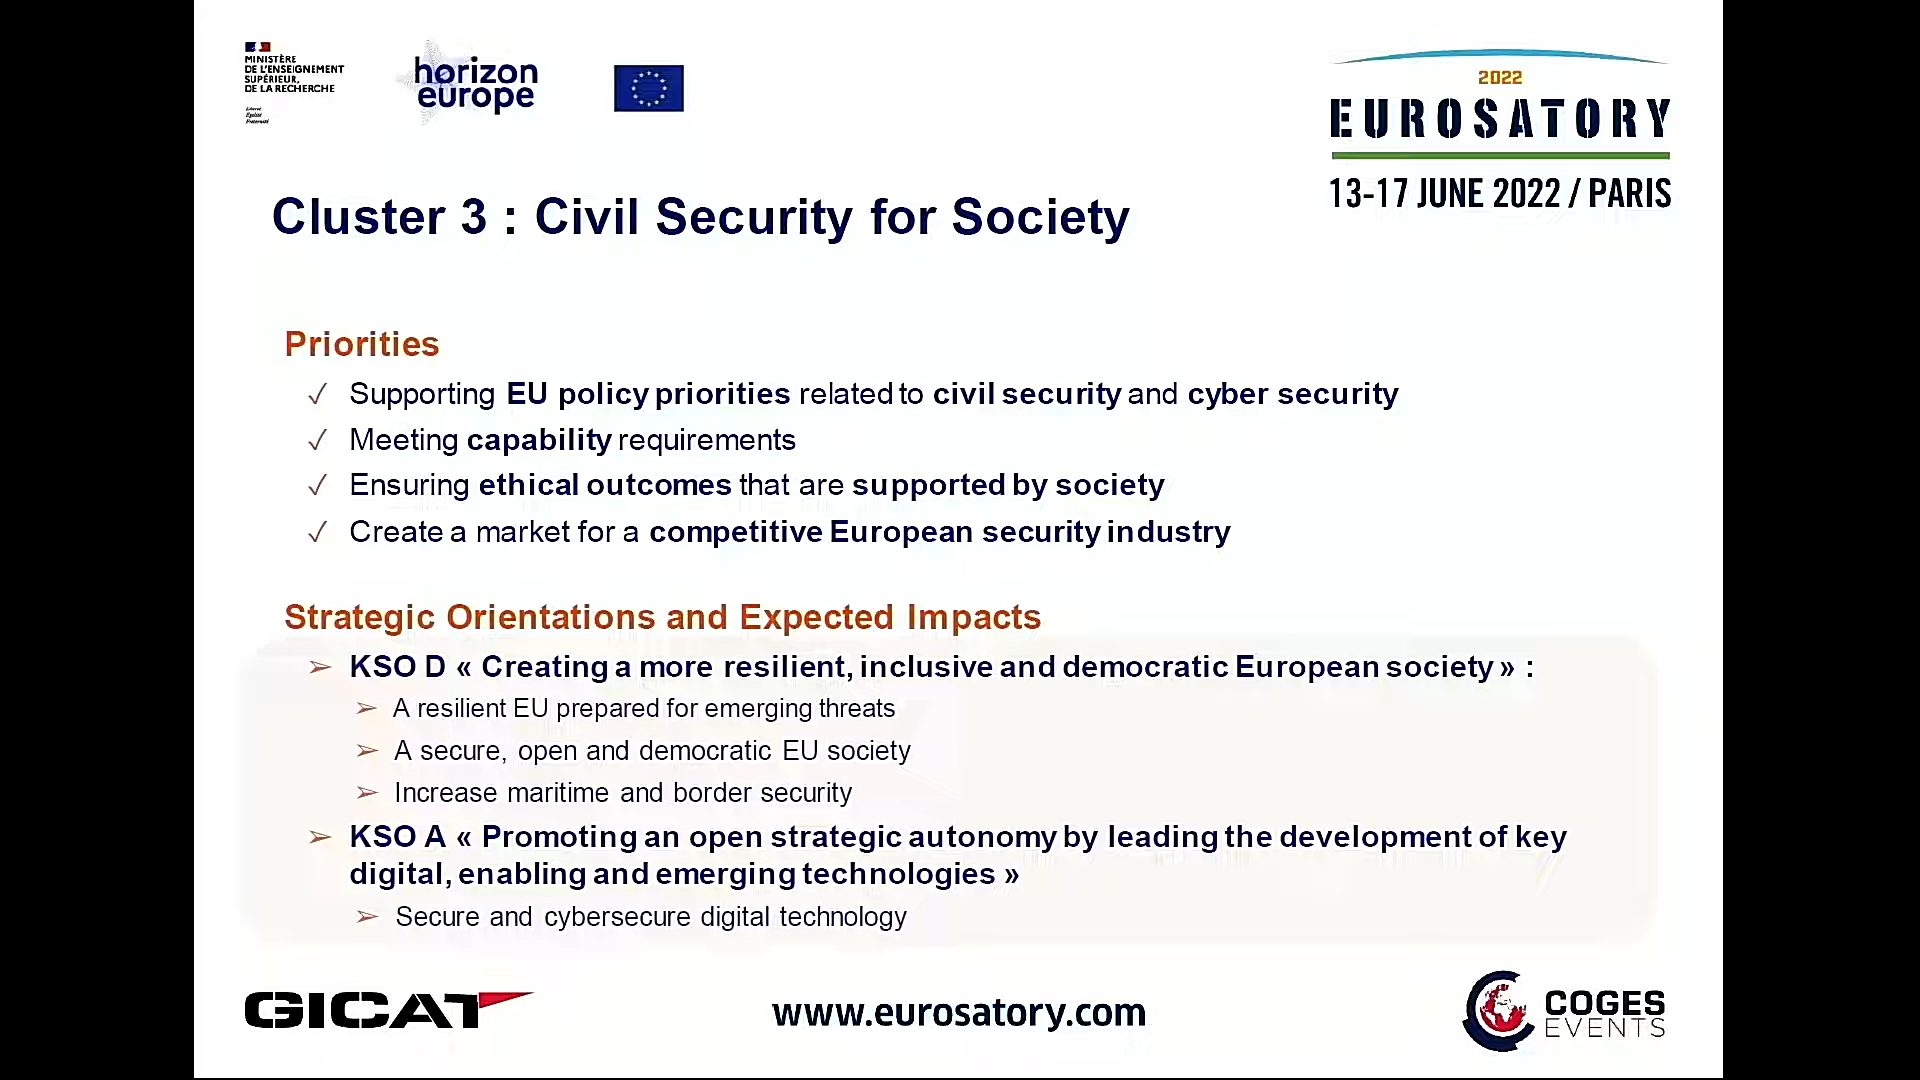 MINISTÈRE
DE L'ENSEIGNEMENT
SUPÉRIEUR,
DE LA RECHERCHE
Liberté
Égalité
Fraternité
horizon
europe
2022
EUROSATORY
13-17 JUNE 2022 / PARIS
Cluster 3 : Civil Security for Society
Priorities
✓ Supporting EU policy priorities related to civil security and cyber security
✓ Meeting capability requirements
✓ Ensuring ethical outcomes that are supported by society
✓ Create a market for a competitive European security industry
Strategic Orientations and Expected Impacts
➢ KSO D « Creating a more resilient, inclusive and democratic European society » :
➢ A resilient EU prepared for emerging threats
➢ A secure, open and democratic EU society
➢ Increase maritime and border security
➢ KSO A « Promoting an open strategic autonomy by leading the development of key
digital, enabling and emerging technologies »
➢ Secure and cybersecure digital technology
GICAT
www.eurosatory.com
COGES
EVENTS